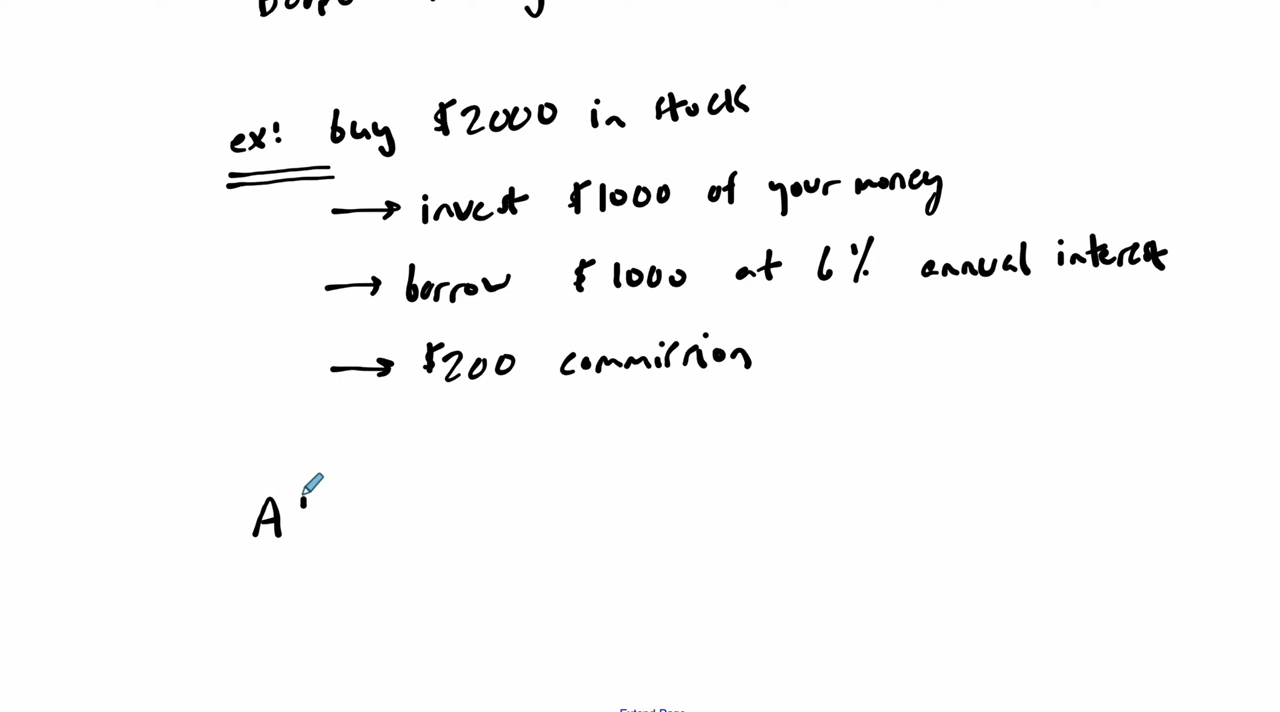 ex: buy $2000 in stock
→ invest $1000 of your money
→ borrow $1000 at 6% annual interest
→ $200 commission
A